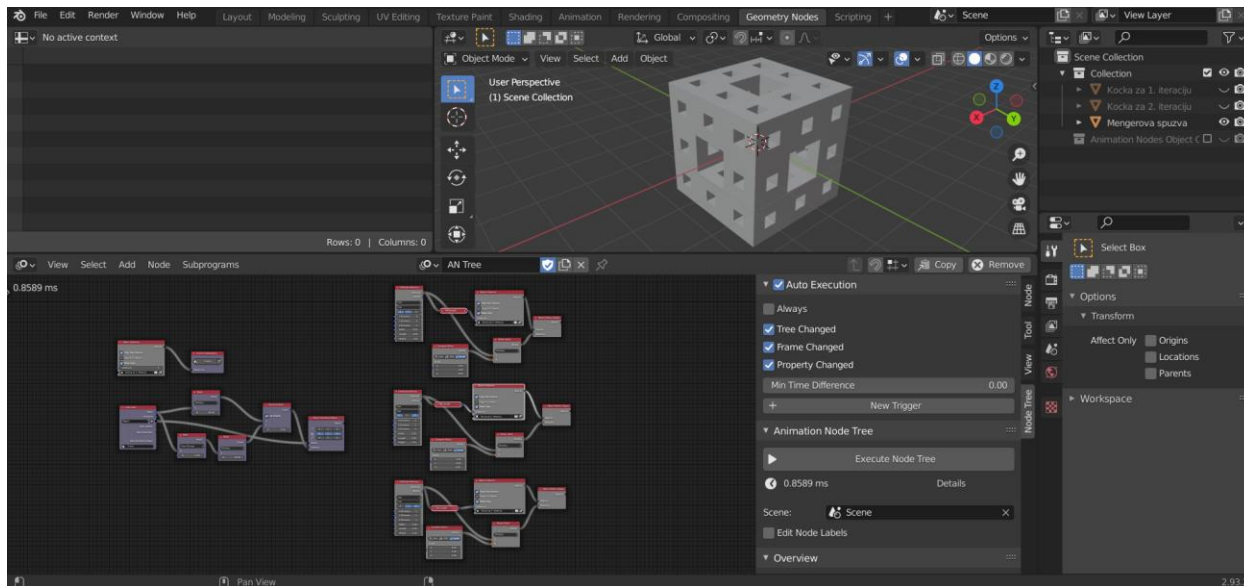 File Edit Render Window Help Layout Modeling Sculpting UV Editing Texture Paint Shading Animation Rendering Compositing Geometry Nodes Scripting + Scene View Layer
No active context
Global Options
Object Mode View Select Add Object
User Perspective
(1) Scene Collection
Z
X
Y
Rows: 0 | Columns: 0
Scene Collection
Collection
Kocka za 1. iteraciju
Kocka za 2. iteraciju
Mengerova spuzva
Animation Nodes Object C
View Select Add Node Subprograms AN Tree Copy Remove
0.8589 ms
Auto Execution
Always
Tree Changed
Frame Changed
Property Changed
Min Time Difference 0.00
+ New Trigger
Animation Node Tree
Execute Node Tree
0.8589 ms Details
Scene: Scene
Edit Node Labels
Overview
Node
Tool
View
Node Tree
Select Box
Options
Transform
Affect Only Origins
Locations
Parents
Workspace
Pan View
2.93